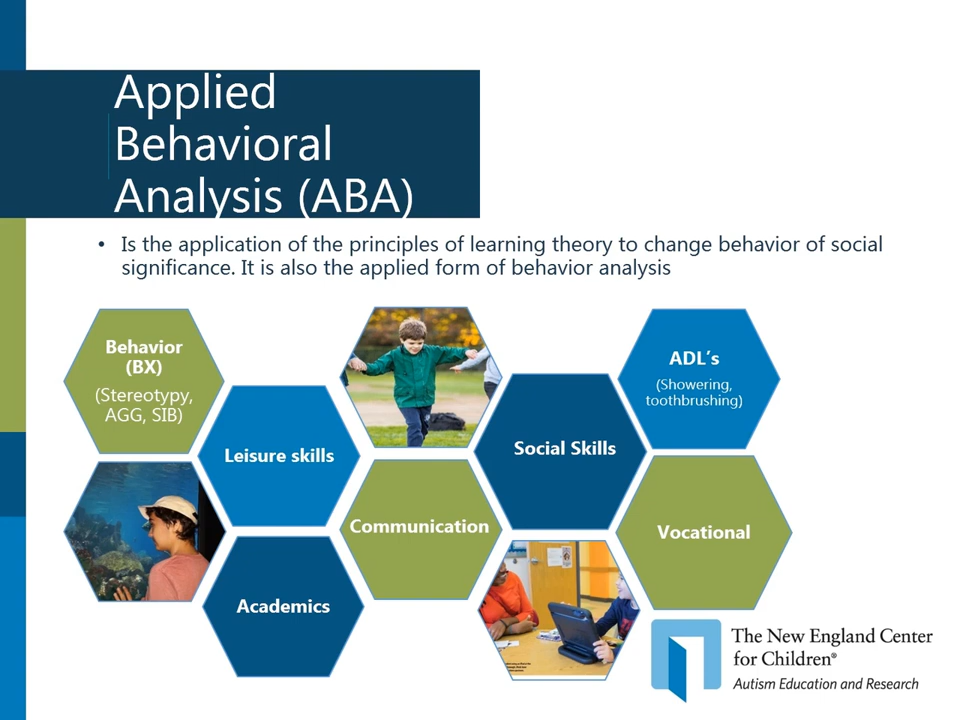 Applied
Behavioral
Analysis (ABA)
• Is the application of the principles of learning theory to change behavior of social
significance. It is also the applied form of behavior analysis
Behavior
(BX)
(Stereotypy,
AGG, SIB)
Leisure skills
Academics
Communication
Social Skills
ADL's
(Showering,
toothbrushing)
Vocational
The New England Center
for Children®
Autism Education and Research